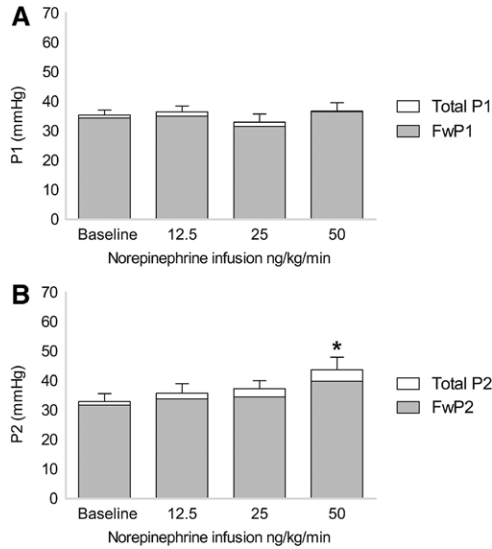 A
70
60
50
40
30
20
10
0
P1 (mmHg)
Total P1
FwP1
Baseline 12.5 25 50
Norepinephrine infusion ng/kg/min
B
70
60
50
40
30
20
10
0
P2 (mmHg)
*
Total P2
FwP2
Baseline 12.5 25 50
Norepinephrine infusion ng/kg/min